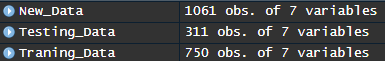 New_Data 1061 obs. of 7 variables
Testing_Data 311 obs. of 7 variables
Traning_Data 750 obs. of 7 variables